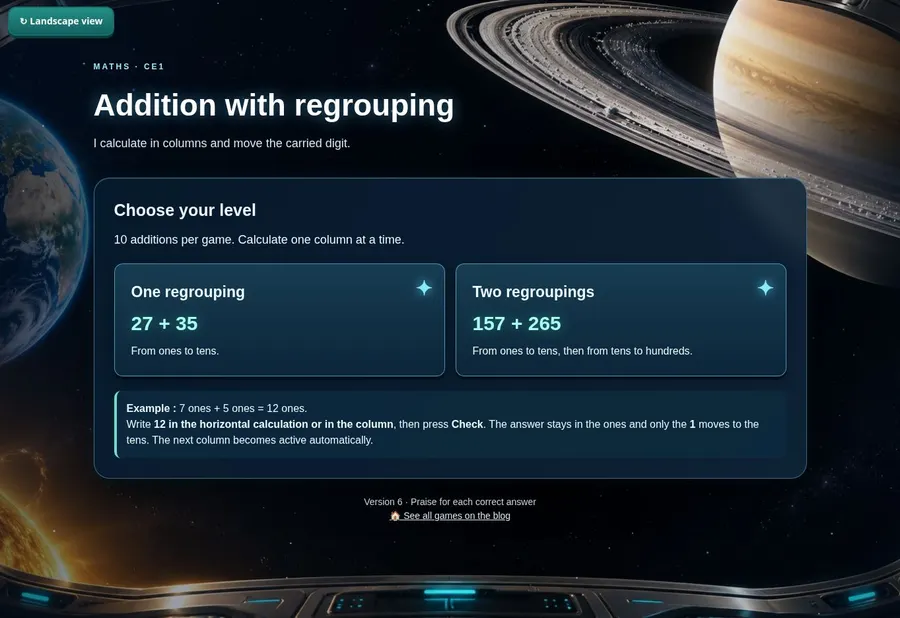 ↻ Landscape view
MATHS · CE1
Addition with regrouping
I calculate in columns and move the carried digit.
Choose your level
10 additions per game. Calculate one column at a time.
One regrouping
27 + 35
From ones to tens.
Two regroupings
157 + 265
From ones to tens, then from tens to hundreds.
Example : 7 ones + 5 ones = 12 ones.
Write 12 in the horizontal calculation or in the column, then press Check. The answer stays in the ones and only the 1 moves to the
tens. The next column becomes active automatically.
Version 6 · Praise for each correct answer
🏠 See all games on the blog